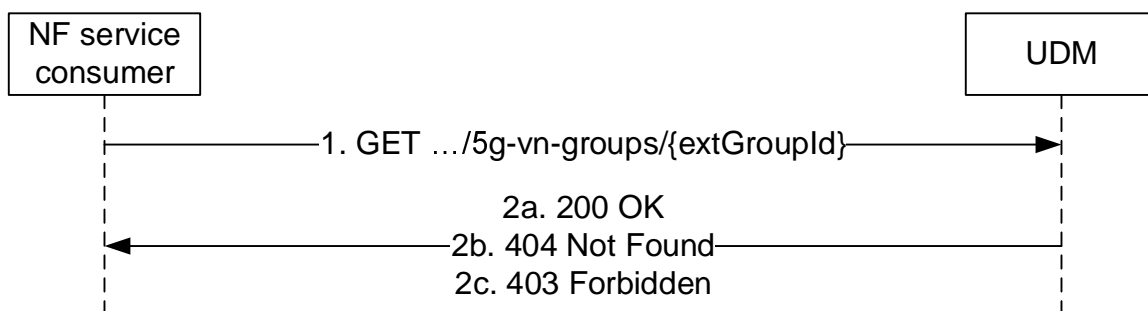 NF service
consumer
UDM
1. GET …/5g-vn-groups/{extGroupId}
2a. 200 OK
2b. 404 Not Found
2c. 403 Forbidden